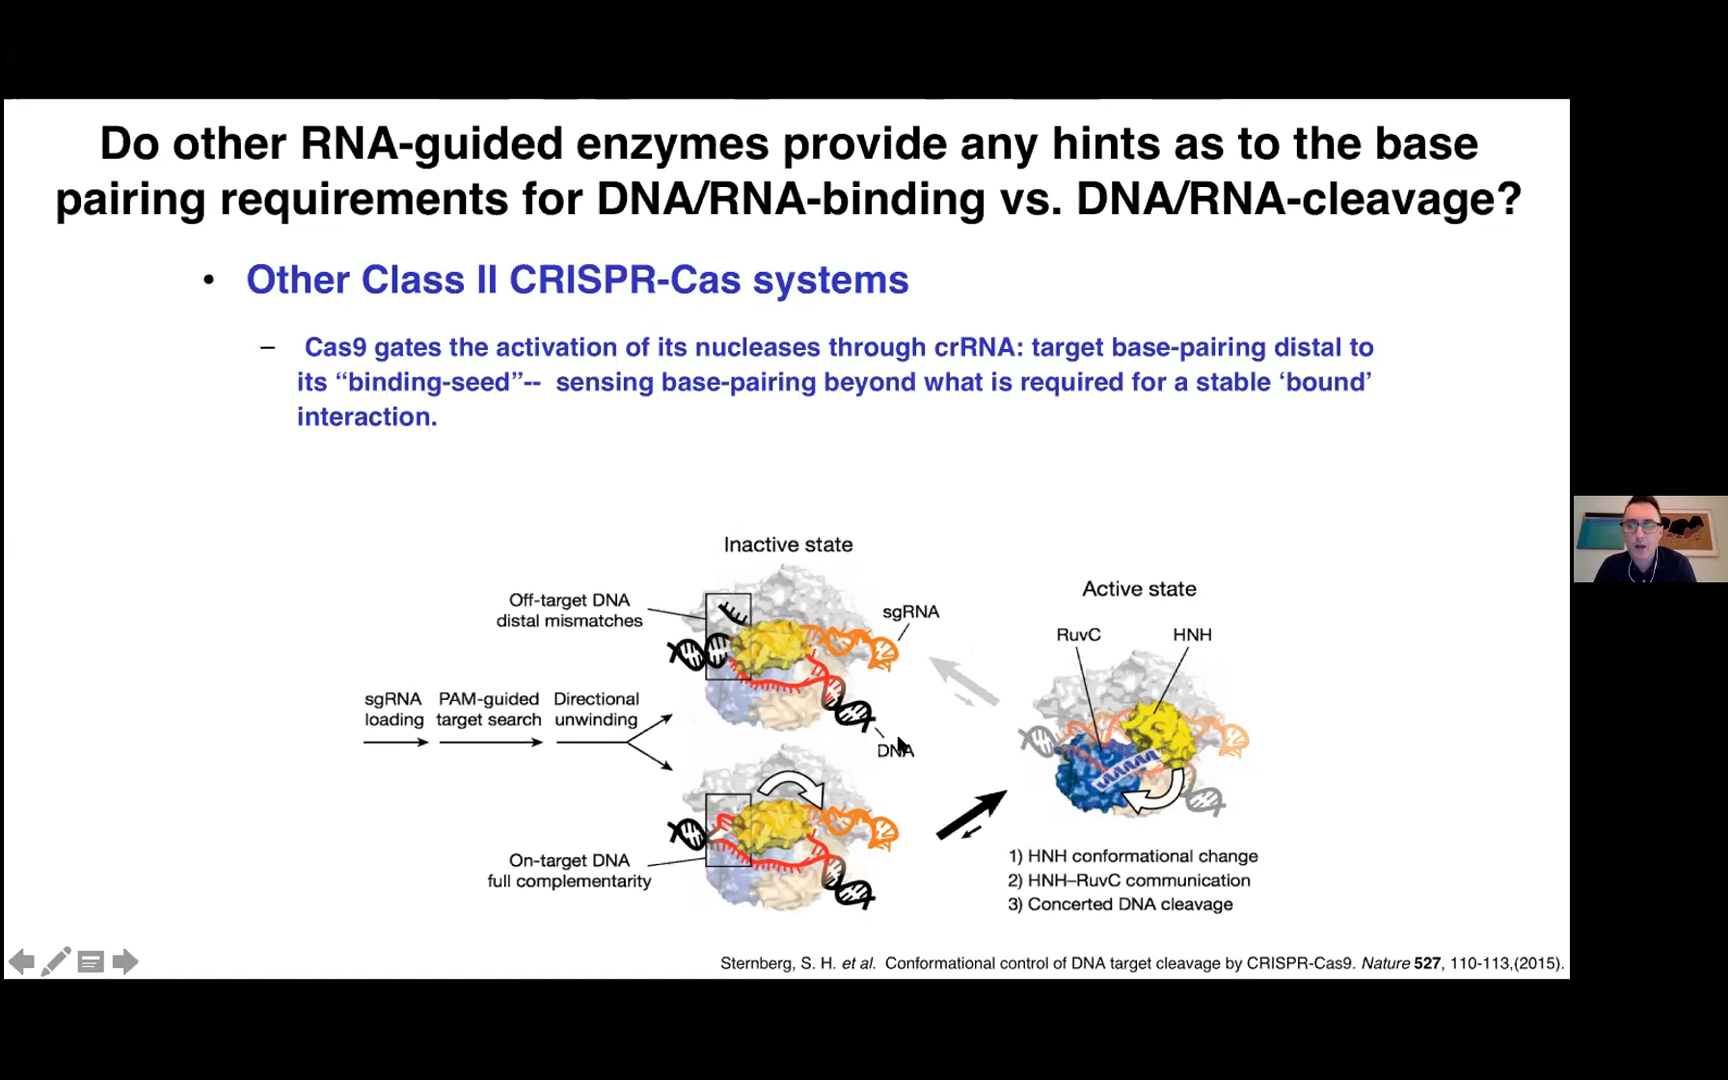 Do other RNA-guided enzymes provide any hints as to the base
pairing requirements for DNA/RNA-binding vs. DNA/RNA-cleavage?
• Other Class II CRISPR-Cas systems
– Cas9 gates the activation of its nucleases through crRNA: target base-pairing distal to
its “binding-seed”-- sensing base-pairing beyond what is required for a stable ‘bound’
interaction.
Inactive state
Off-target DNA
distal mismatches
sgRNA
Active state
RuvC
HNH
sgRNA
loading
PAM-guided
target search
Directional
unwinding
DNA
On-target DNA
full complementarity
1) HNH conformational change
2) HNH–RuvC communication
3) Concerted DNA cleavage
Sternberg, S. H. et al. Conformational control of DNA target cleavage by CRISPR-Cas9. Nature 527, 110-113,(2015).